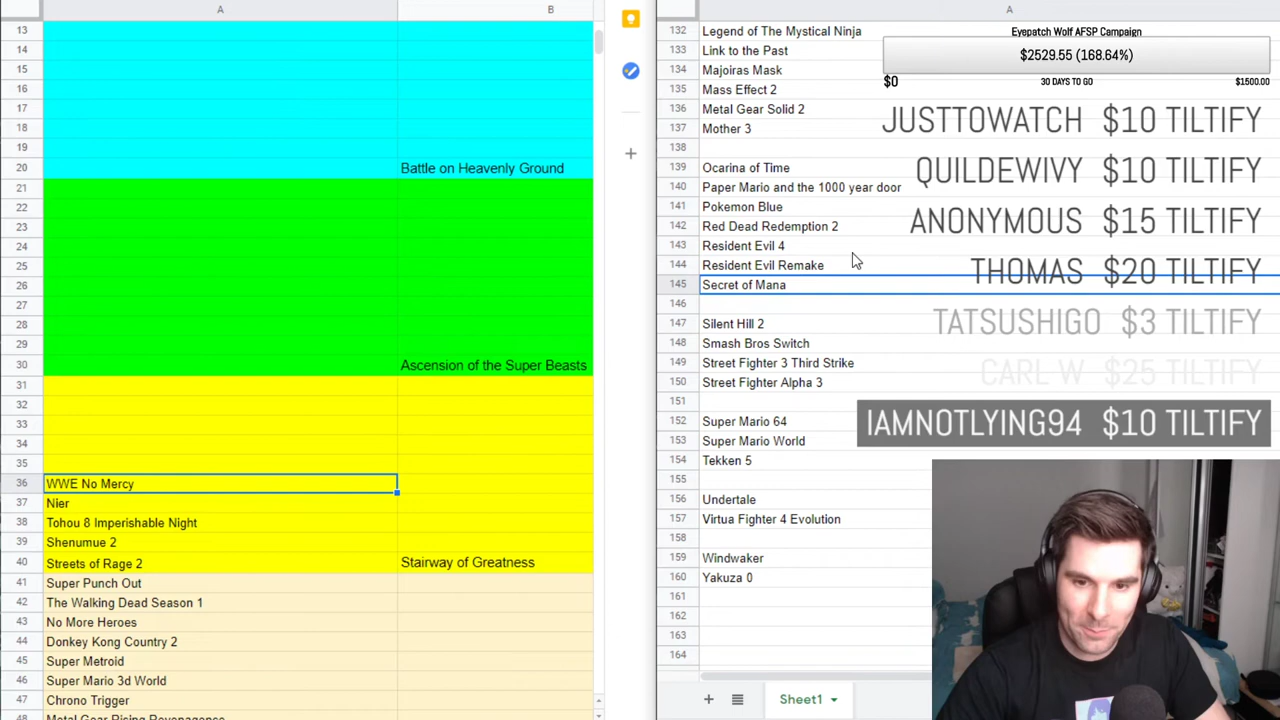 A
B
13
14
15
16
17
18
19
20 Battle on Heavenly Ground
21
22
23
24
25
26
27
28
29
30 Ascension of the Super Beasts
31
32
33
34
35
36 WWE No Mercy
37 Nier
38 Tohou 8 Imperishable Night
39 Shenumue 2
40 Streets of Rage 2 Stairway of Greatness
41 Super Punch Out
42 The Walking Dead Season 1
43 No More Heroes
44 Donkey Kong Country 2
45 Super Metroid
46 Super Mario 3d World
47 Chrono Trigger
48 Metal Gear Rising Revenagence
A
132 Legend of The Mystical Ninja
133 Link to the Past
134 Majoiras Mask
135 Mass Effect 2
136 Metal Gear Solid 2
137 Mother 3
138
139 Ocarina of Time
140 Paper Mario and the 1000 year door
141 Pokemon Blue
142 Red Dead Redemption 2
143 Resident Evil 4
144 Resident Evil Remake
145 Secret of Mana
146
147 Silent Hill 2
148 Smash Bros Switch
149 Street Fighter 3 Third Strike
150 Street Fighter Alpha 3
151
152 Super Mario 64
153 Super Mario World
154 Tekken 5
155
156 Undertale
157 Virtua Fighter 4 Evolution
158
159 Windwaker
160 Yakuza 0
161
162
163
164
Sheet1
Eyepatch Wolf AFSP Campaign
$2529.55 (168.64%)
$0 30 DAYS TO GO $1500.00
JUSTTOWATCH $10 TILTIFY
QUILDEWIVY $10 TILTIFY
ANONYMOUS $15 TILTIFY
THOMAS $20 TILTIFY
TATSUSHIGO $3 TILTIFY
CARL W $25 TILTIFY
IAMNOTLYING94 $10 TILTIFY